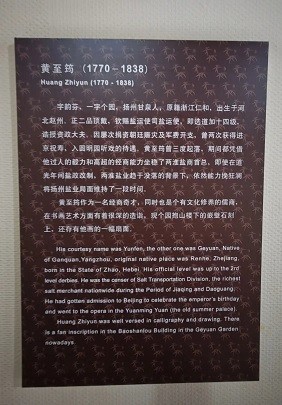 黄至筠 （1770－1838）
Huang Zhiyun (1770 - 1838)
字韵芬，一字个园，扬州甘泉人，原籍浙江仁和，出生于河
北赵州，正二品顶戴，钦赐盐运使司盐运使，即选道加十四级，
诰授资政大夫，因屡次捐资朝廷赈灾及军费开支，曾两次获得进
京祝寿、入圆明园听戏的待遇。黄至筠曾三度起落，期间都凭借
他过人的毅力和高超的经商能力坐稳了两淮商首总，即使在道
光年间盐政改制，两淮盐业趋于没落的背景下，依然能力挽狂澜
将扬州盐业局面维持了一段时间。
黄至筠作为一名经商奇才，同时也是个有文化修养的儒商，
在书画艺术方面有着很深的造诣，现个园抱山楼下的嵌壁石刻
上，还存有他画的一幅扇面。
His courtesy name was Yunfen, the other one was Geyuan, Native
of Ganquan,Yangzhou, original native place was Renhe, Zhejiang,
born in the State of Zhao, Hebei. His official level was up to the 2rd
level derbies. He was the censer of Selt Transportation Division, the richest
salt merchant nationwide during the Period of Jiaqing and Daoguang.
He had gotten admission to Beijing to celebrate the emperor's birthday
and went to the opera in the Yuanming Yuan (the old summer palace).
Huang Zhiyun was well versed in calligraphy and drawing. There
is a fan inscription in the Baoshanlou Building in the Geyuan Garden
nowadays.